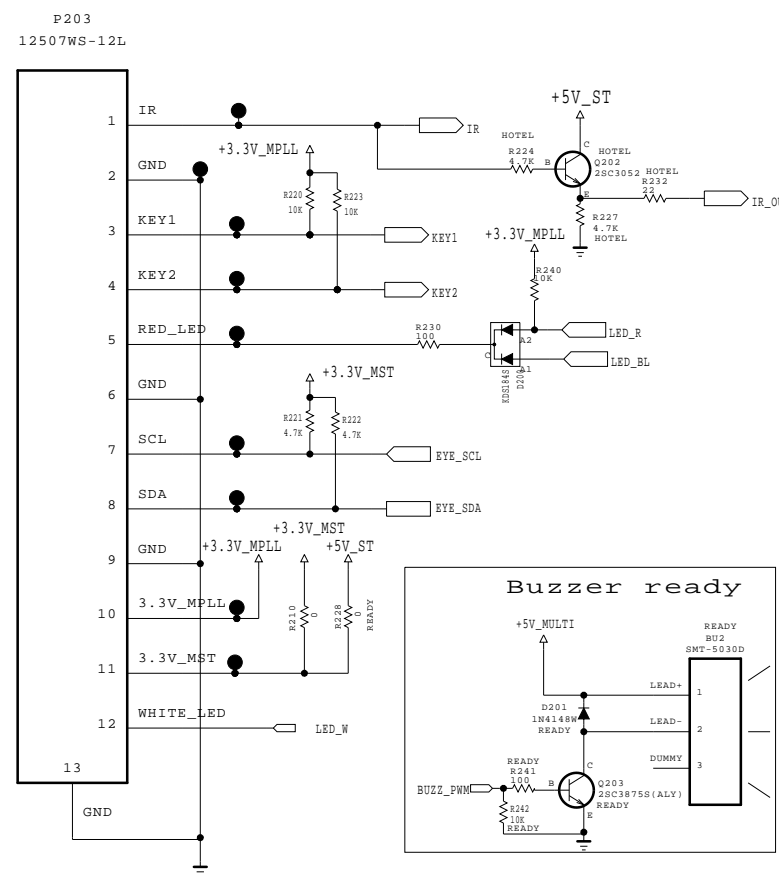 P203
12507WS-12L
1
IR
IR
2
GND
3
KEY1
KEY1
4
KEY2
KEY2
5
RED_LED
6
GND
7
SCL
EYE_SCL
8
SDA
EYE_SDA
9
GND
10
3.3V_MPLL
11
3.3V_MST
12
WHITE_LED
LED_W
13
GND
+3.3V_MPLL
R220
10K
R223
10K
HOTEL
R224
4.7K
+5V_ST
B
C
E
HOTEL
Q202
2SC3052
HOTEL
R232
22
R227
4.7K
HOTEL
+3.3V_MPLL
R240
10K
R230
100
C
A2
A1
KDS184S
LED_R
LED_BL
+3.3V_MST
R221
4.7K
R222
4.7K
+3.3V_MPLL
+3.3V_MST
+5V_ST
R210
0
R228
0
READY
Buzzer ready
+5V_MULTI
READY
BU2
SMT-5030D
LEAD+
1
LEAD-
2
DUMMY
3
D201
1N4148W
READY
BUZZ_PWM
READY
R241
100
R242
10K
READY
B
C
E
Q203
2SC3875S(ALY)
READY